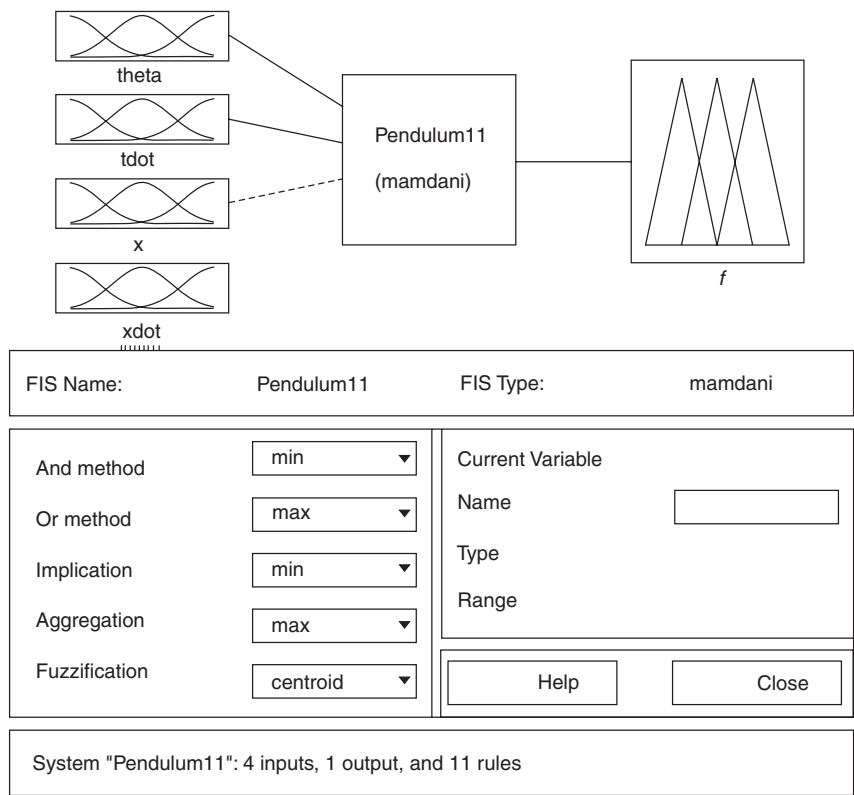 theta
tdot
x
xdot
Pendulum11
(mamdani)
f
FIS Name: Pendulum11 FIS Type: mamdani
And method min
Or method max
Implication min
Aggregation max
Fuzzification centroid
Current Variable
Name
Type
Range
Help Close
System "Pendulum11": 4 inputs, 1 output, and 11 rules